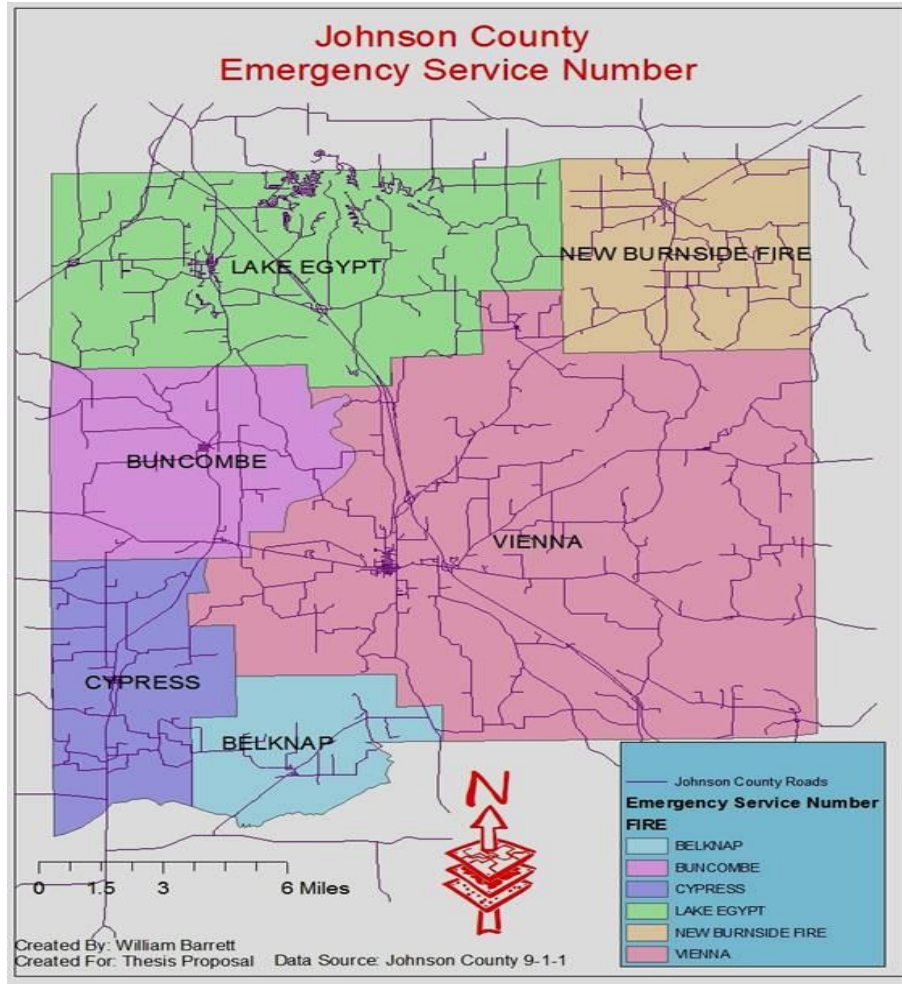 Johnson County
Emergency Service Number
LAKE EGYPT
NEW BURNSIDE FIRE
BUNCOMBE
VIENNA
CYPRESS
BELKNAP
N
0 1.5 3 6 Miles
Johnson County Roads
Emergency Service Number
FIRE
BELKNAP
BUNCOMBE
CYPRESS
LAKE EGYPT
NEW BURNSIDE FIRE
VIENNA
Created By: William Barrett
Created For: Thesis Proposal Data Source: Johnson County 9-1-1